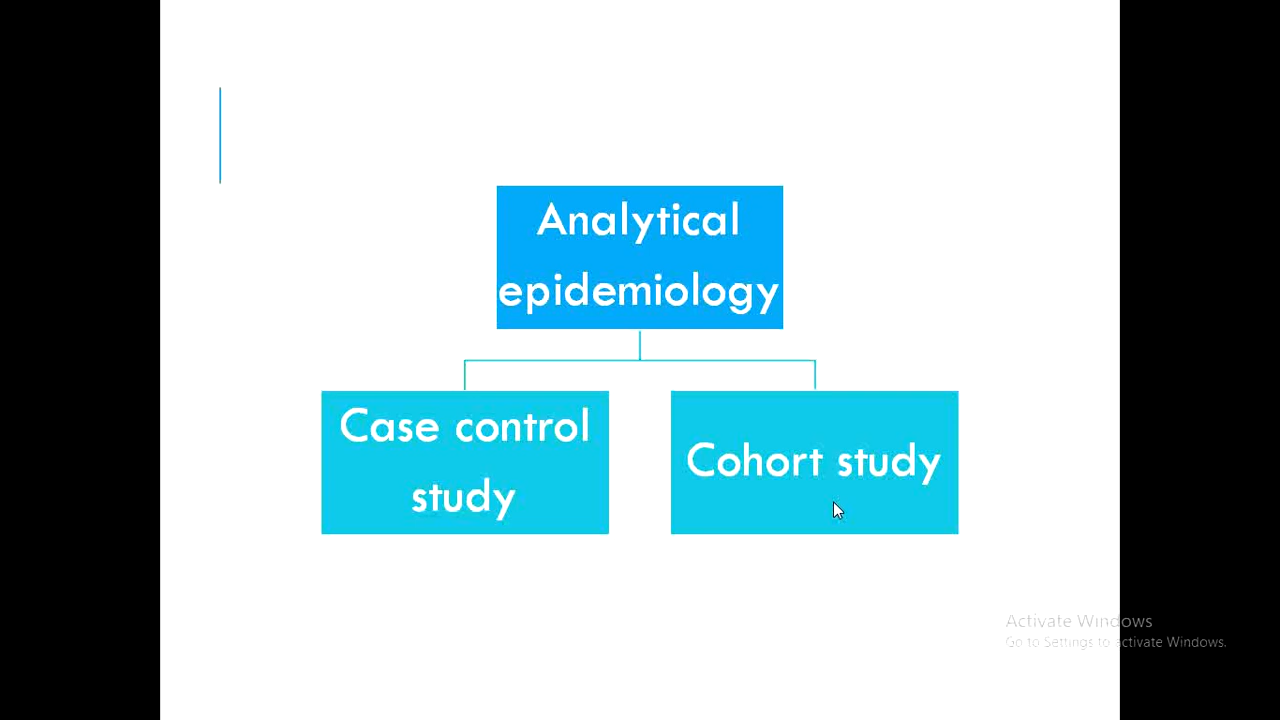 Analytical
epidemiology
Case control
study
Cohort study
Activate Windows
Go to Settings to activate Windows.